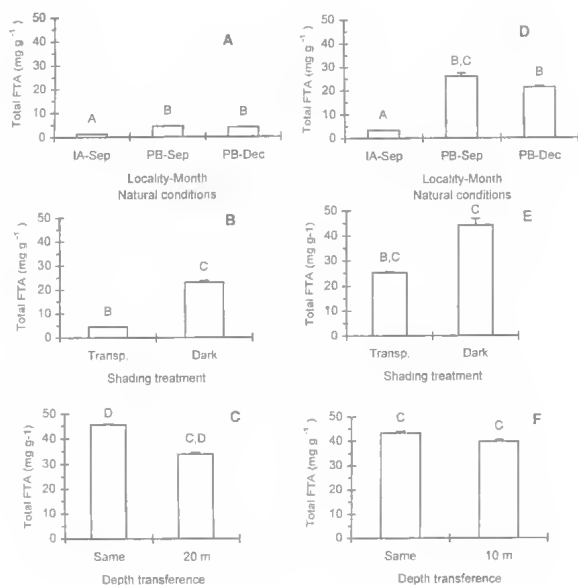 A
Total FTA (mg g -1)
50
40
30
20
10
0
A
B
B
IA-Sep PB-Sep PB-Dec
Locality-Month
Natural conditions
D
Total FTA (mg g -1)
50
40
30
20
10
0
A
B,C
B
IA-Sep PB-Sep PB-Dec
Locality-Month
Natural conditions
B
Total FTA (mg g-1)
50
40
30
20
10
0
B
C
Transp. Dark
Shading treatment
E
Total FTA (mg g-1)
50
40
30
20
10
0
B,C
C
Transp. Dark
Shading treatment
C
Total FTA (mg g-1)
50
40
30
20
10
0
D
C,D
Same 20 m
Depth transference
F
Total FTA (mg g -1)
50
40
30
20
10
0
C
C
Same 10 m
Depth transference